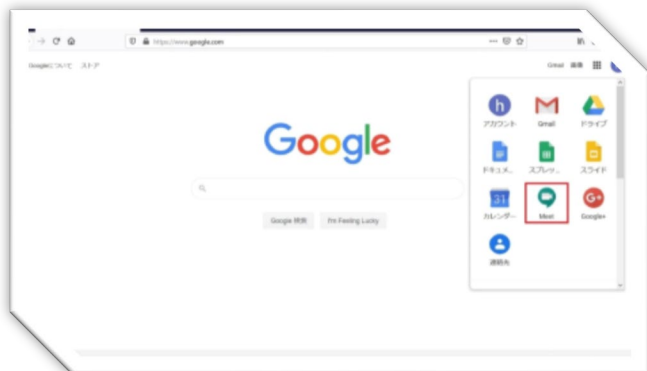 https://www.google.com
Googleについて ストア
Gmail 画像
Google
Google 検索 I'm Feeling Lucky
h
アカウント Gmail ドライブ
ドキュメ... スプレッ... スライド
31 G+
カレンダー Meet Google+
連絡先